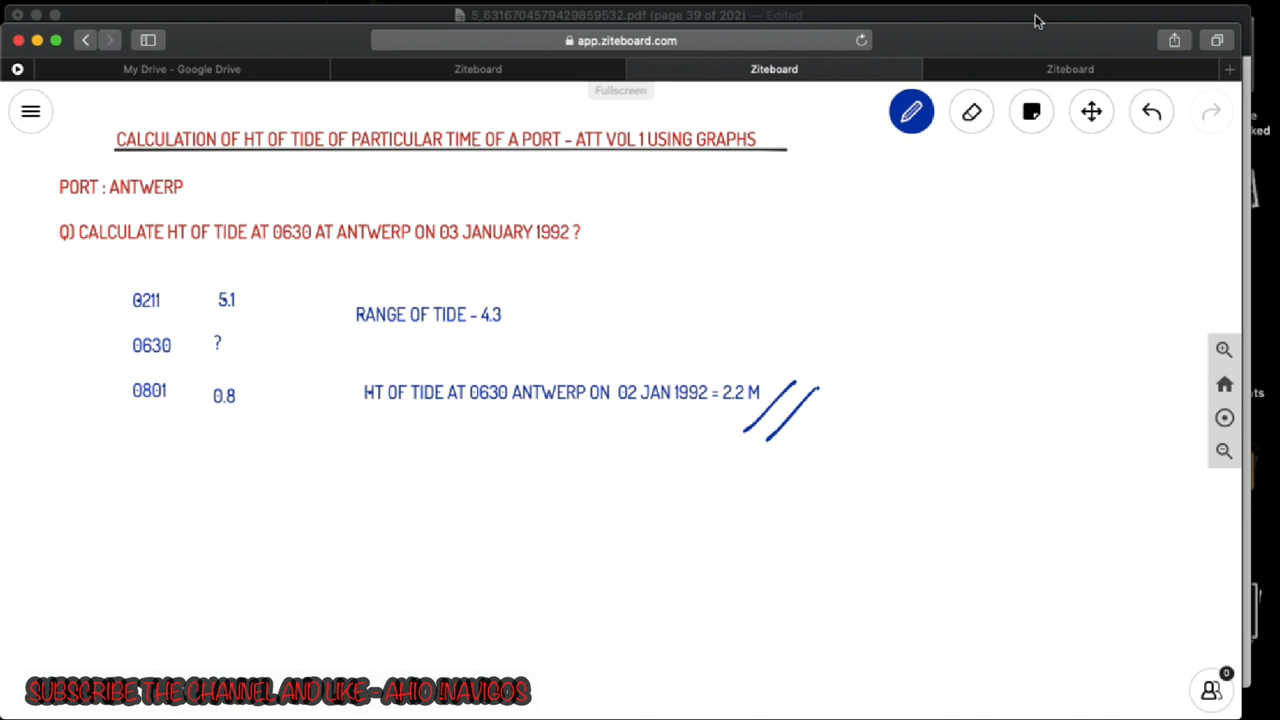 5_6316704579429859532.pdf (page 39 of 202) — Edited
app.ziteboard.com
My Drive - Google Drive
Ziteboard
Ziteboard
Ziteboard
Fullscreen
CALCULATION OF HT OF TIDE OF PARTICULAR TIME OF A PORT - ATT VOL 1 USING GRAPHS
PORT : ANTWERP
Q) CALCULATE HT OF TIDE AT 0630 AT ANTWERP ON 03 JANUARY 1992 ?
0211 5.1
RANGE OF TIDE - 4.3
0630 ?
0801 0.8
HT OF TIDE AT 0630 ANTWERP ON 02 JAN 1992 = 2.2 M
0
SUBSCRIBE THE CHANNEL AND LIKE - AHIO !NAVIGOS